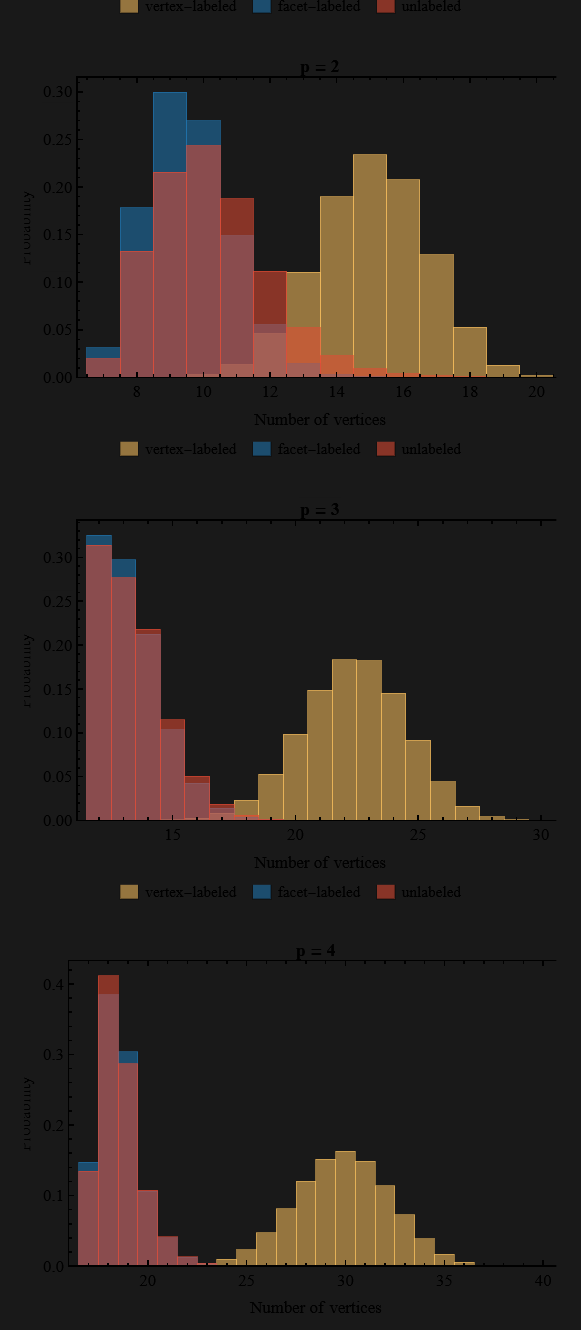 vertex-labeled facet-labeled unlabeled
p = 2
0.30
0.25
0.20
0.15
0.10
0.05
0.00
Probability
8 10 12 14 16 18 20
Number of vertices
vertex-labeled facet-labeled unlabeled
p = 3
0.30
0.25
0.20
0.15
0.10
0.05
0.00
Probability
15 20 25 30
Number of vertices
vertex-labeled facet-labeled unlabeled
p = 4
0.4
0.3
0.2
0.1
0.0
Probability
20 25 30 35 40
Number of vertices